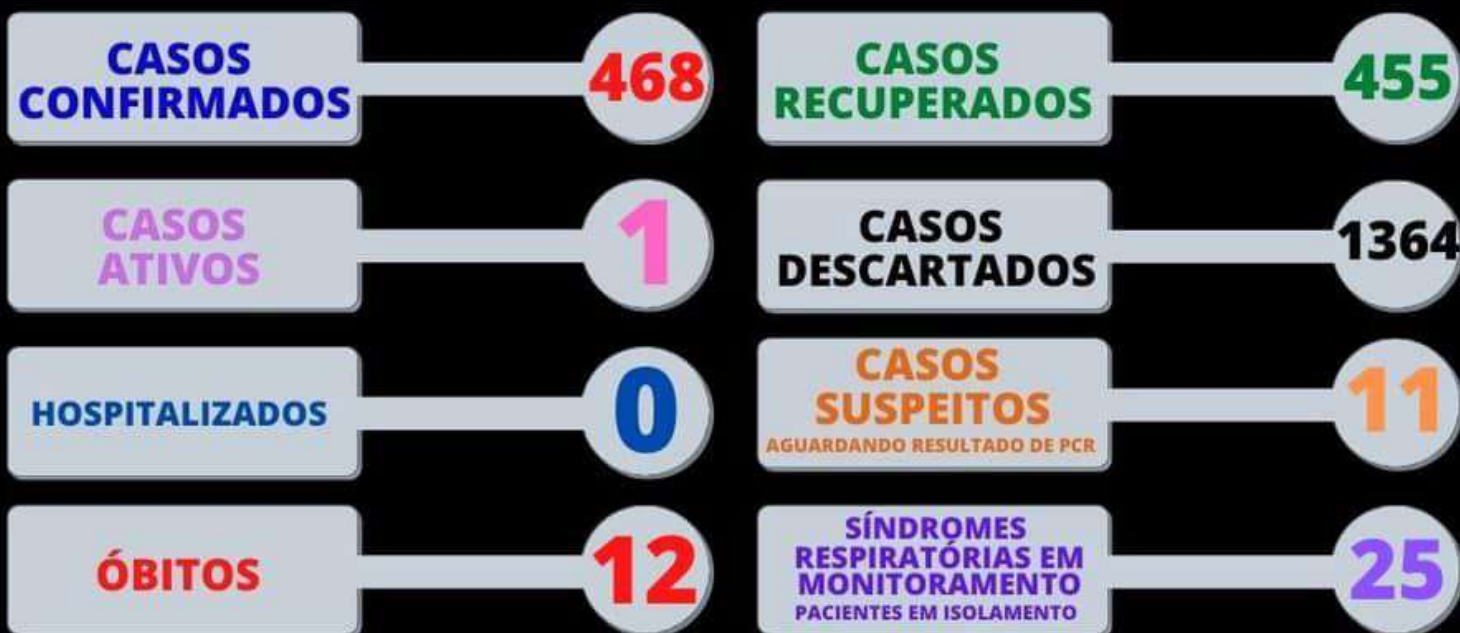 CASOS
CONFIRMADOS
468
CASOS
RECUPERADOS
455
CASOS
ATIVOS
1
CASOS
DESCARTADOS
1364
HOSPITALIZADOS
0
CASOS
SUSPEITOS
AGUARDANDO RESULTADO DE PCR
11
ÓBITOS
12
SÍNDROMES
RESPIRATÓRIAS EM
MONITORAMENTO
PACIENTES EM ISOLAMENTO
25